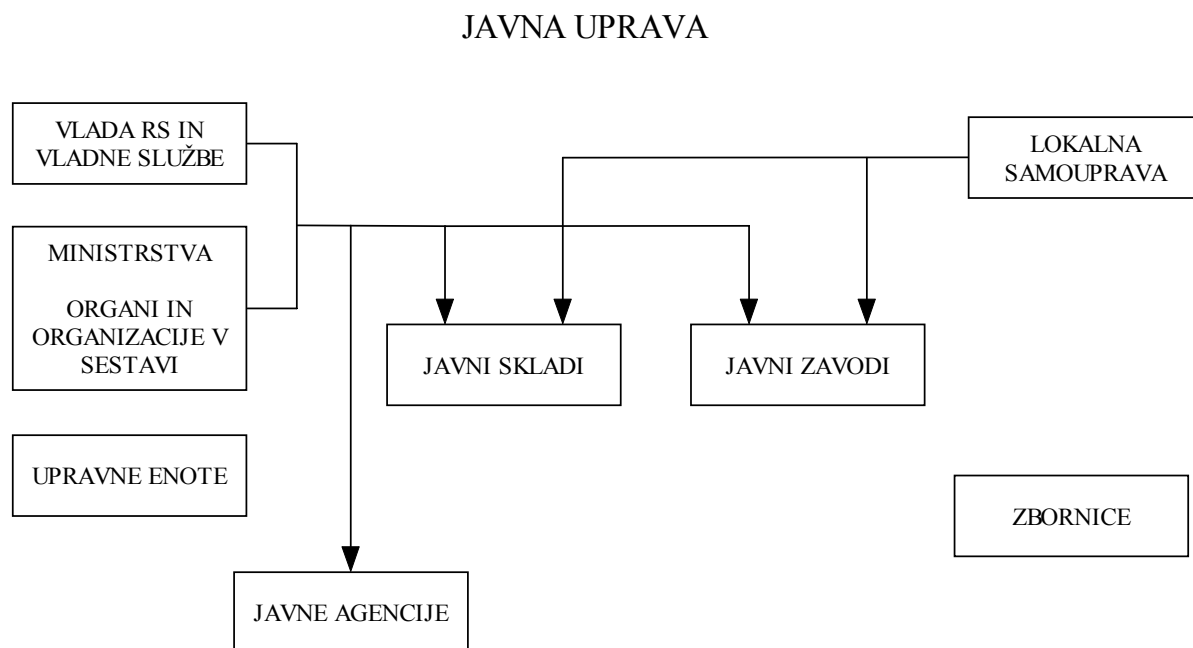 JAVNA UPRAVA
VLADA RS IN
VLADNE SLUŽBE
LOKALNA
SAMOUPRAVA
MINISTRSTVA
ORGANI IN
ORGANIZACIJE V
SESTAVI
JAVNI SKLADI
JAVNI ZAVODI
UPRAVNE ENOTE
ZBORNICE
JAVNE AGENCIJE